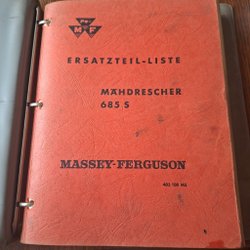 MF
ERSATZTEIL-LISTE
MÄHDRESCHER
685 S
MASSEY-FERGUSON